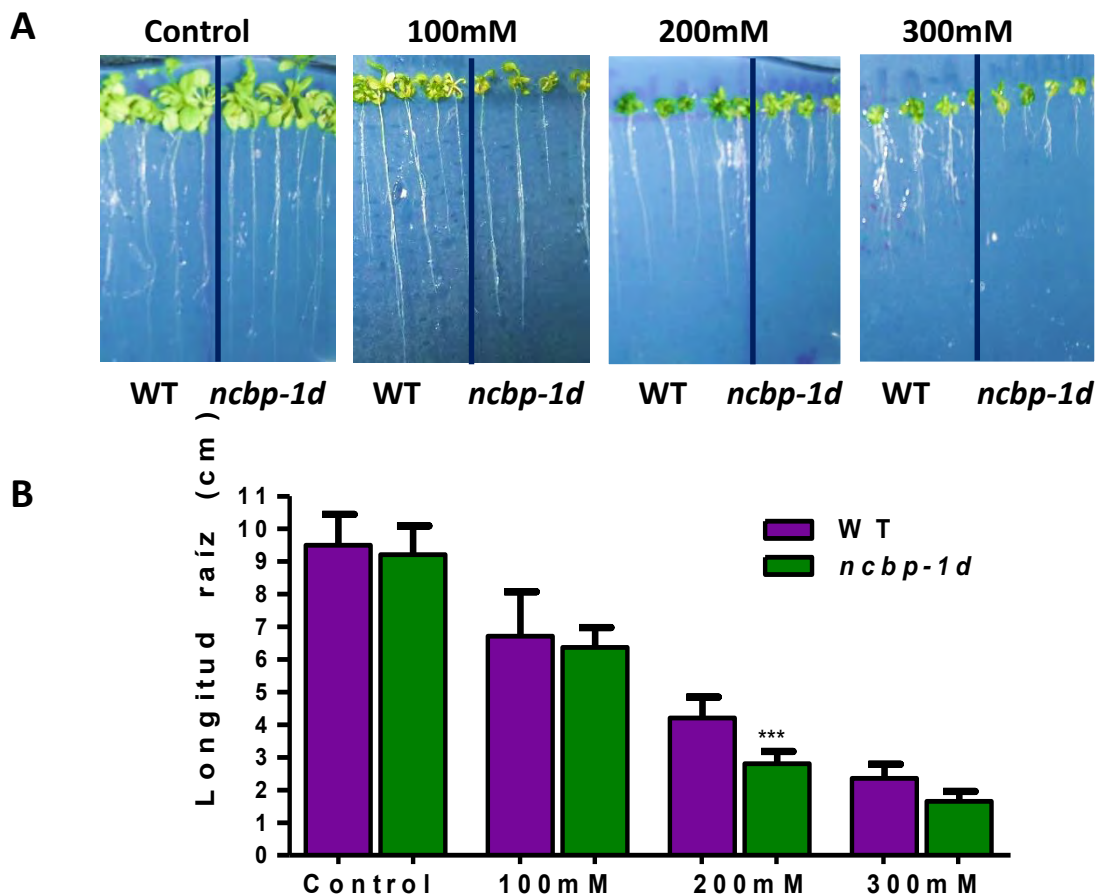 A
Control 100mM 200mM 300mM
WT ncbp-1d WT ncbp-1d WT ncbp-1d WT ncbp-1d
B
Longitud raíz (cm)
11
10
9
8
7
6
5
4
3
2
1
0
WT
ncbp-1d
***
Control 100mM 200mM 300mM